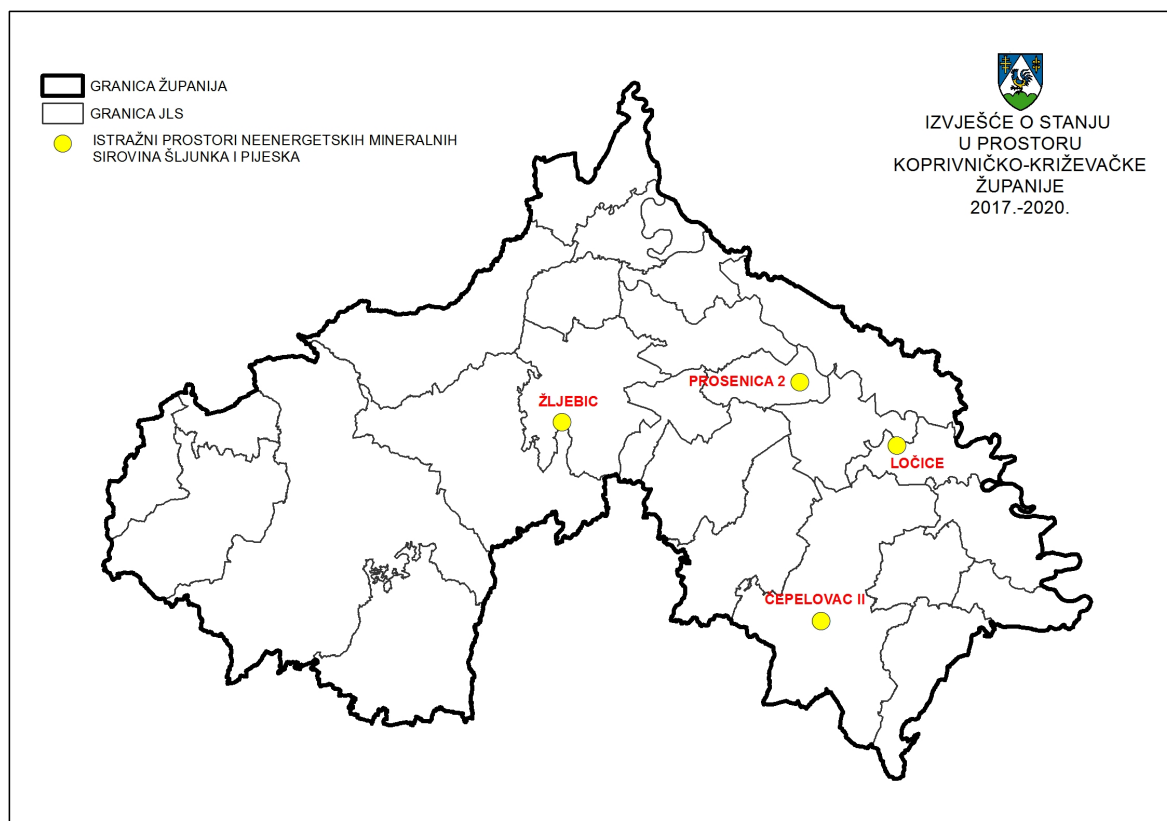 GRANICA ŽUPANIJA
GRANICA JLS
ISTRAŽNI PROSTORI NEENERGETSKIH MINERALNIH
SIROVINA ŠLJUNKA I PIJESKA
IZVJEŠĆE O STANJU
U PROSTORU
KOPRIVNIČKO-KRIŽEVAČKE
ŽUPANIJE
2017.-2020.
PROSENICA 2
ŽLJEBIC
LOČICE
ČEPELOVAC II